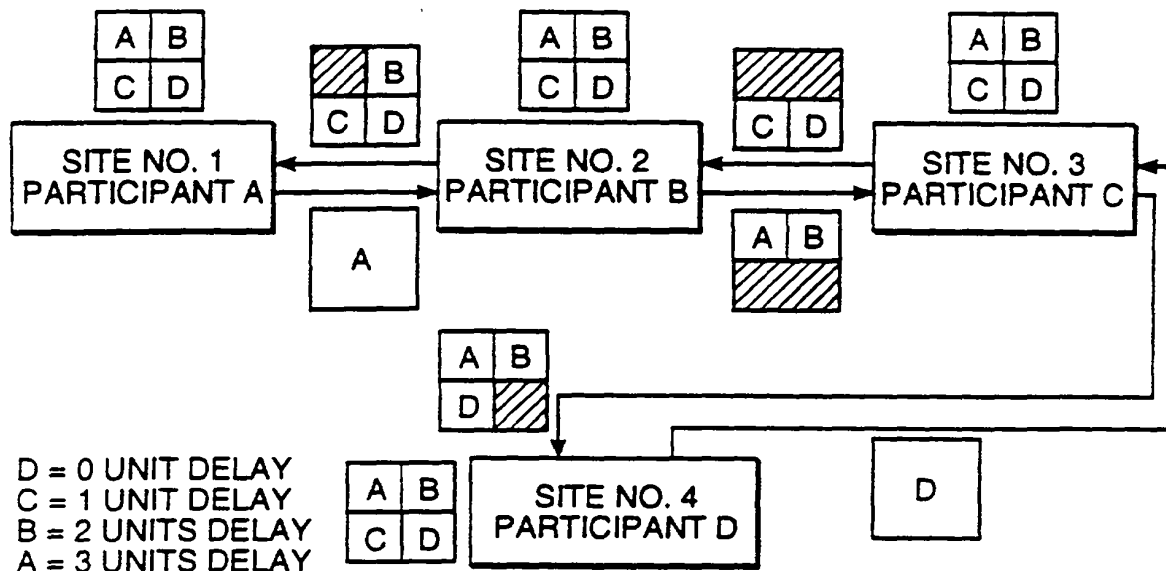 A B
C D
B
C D
A B
C D
C D
A B
C D
SITE NO. 1
PARTICIPANT A
SITE NO. 2
PARTICIPANT B
SITE NO. 3
PARTICIPANT C
A
A B
A B
D
D = 0 UNIT DELAY
C = 1 UNIT DELAY
B = 2 UNITS DELAY
A = 3 UNITS DELAY
A B
C D
SITE NO. 4
PARTICIPANT D
D